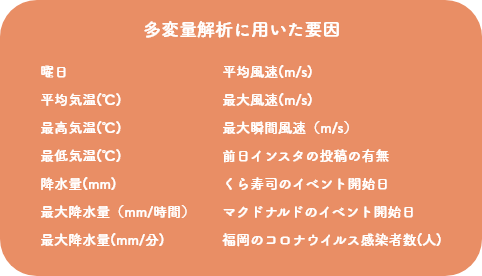 多変量解析に用いた要因
曜日
平均気温(℃)
最高気温(℃)
最低気温(℃)
降水量(mm)
最大降水量（mm/時間）
最大降水量(mm/分)
平均風速(m/s)
最大風速(m/s)
最大瞬間風速（m/s）
前日インスタの投稿の有無
くら寿司のイベント開始日
マクドナルドのイベント開始日
福岡のコロナウイルス感染者数(人)